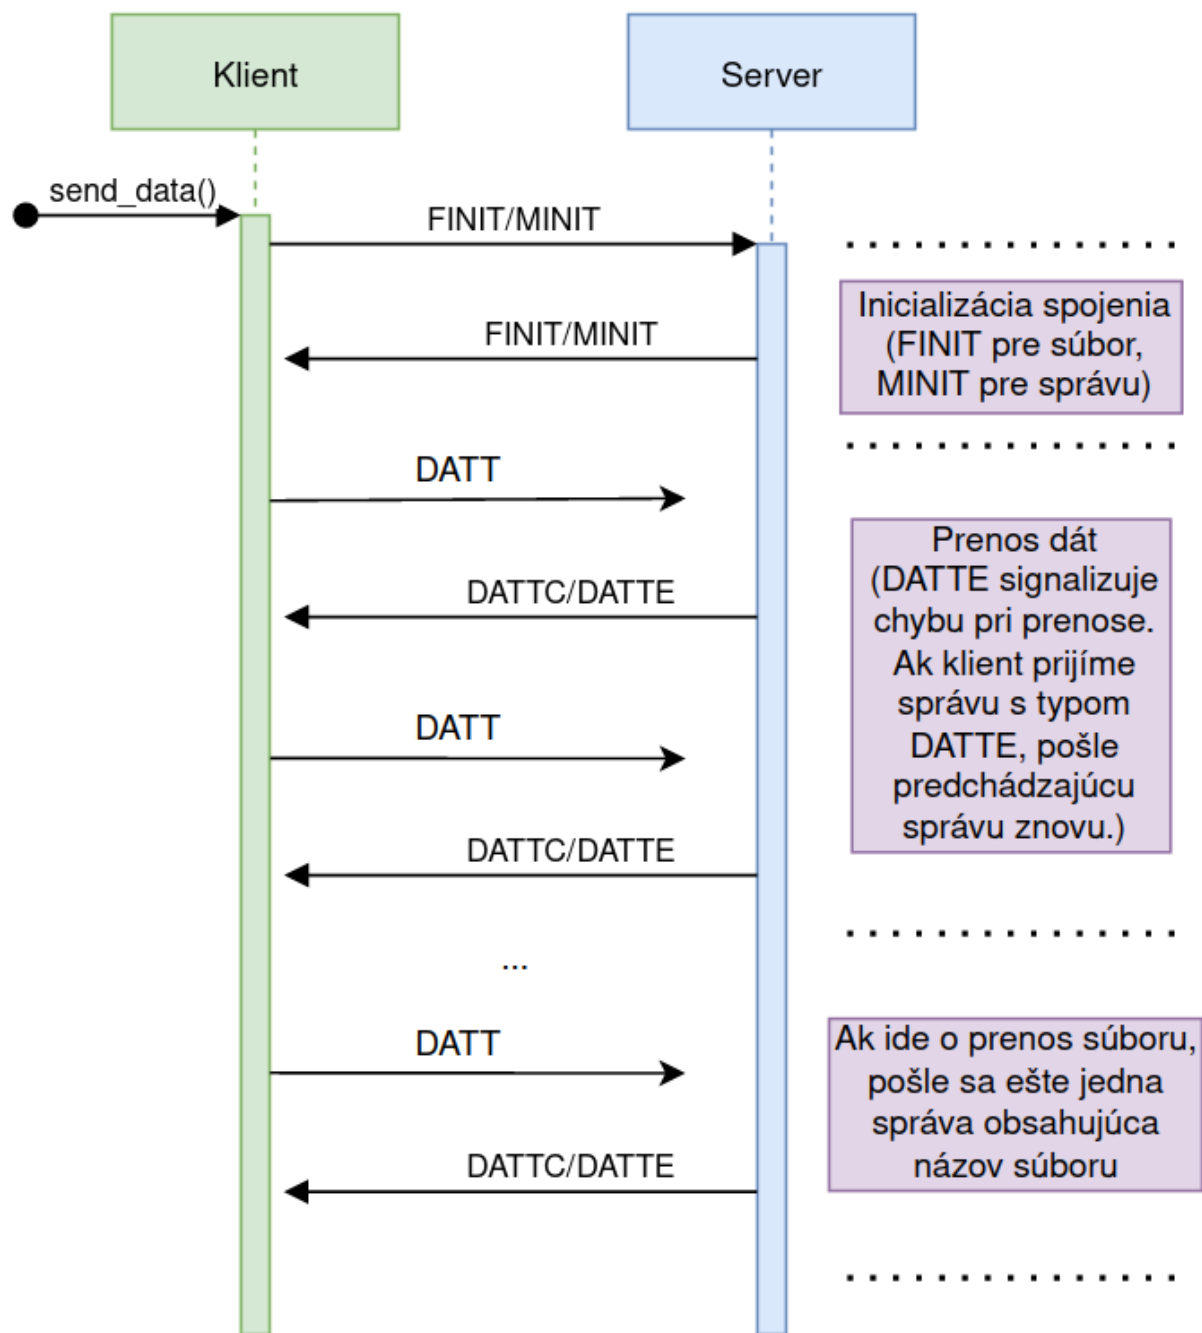 Klient
Server
send_data()
FINIT/MINIT
Inicializácia spojenia
(FINIT pre súbor,
MINIT pre správu)
FINIT/MINIT
DATT
Prenos dát
(DATTE signalizuje
chybu pri prenose.
Ak klient prijíme
správu s typom
DATTE, pošle
predchádzajúcu
správu znovu.)
DATTC/DATTE
DATT
DATTC/DATTE
...
DATT
Ak ide o prenos súboru,
pošle sa ešte jedna
správa obsahujúca
názov súboru
DATTC/DATTE